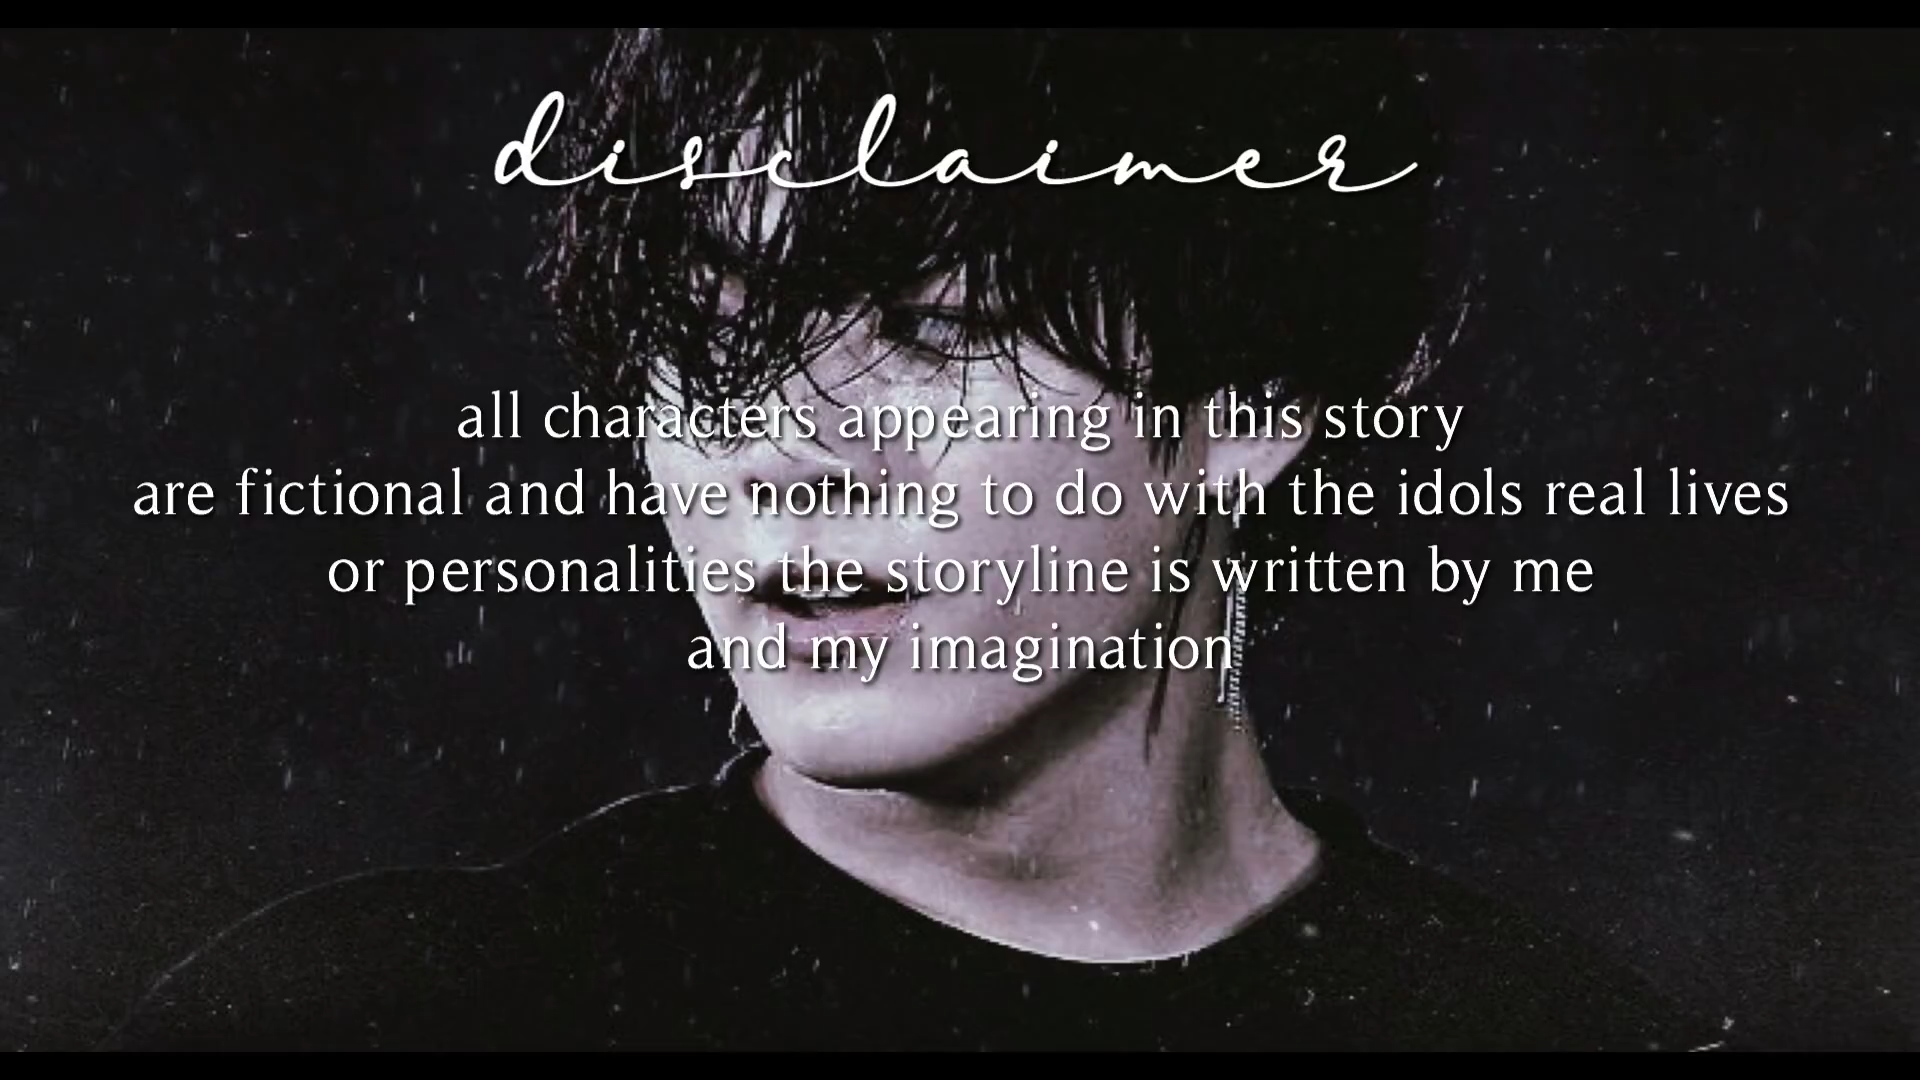 disclaimer
all characters appearing in this story
are fictional and have nothing to do with the idols real lives
or personalities the storyline is written by me
and my imagination